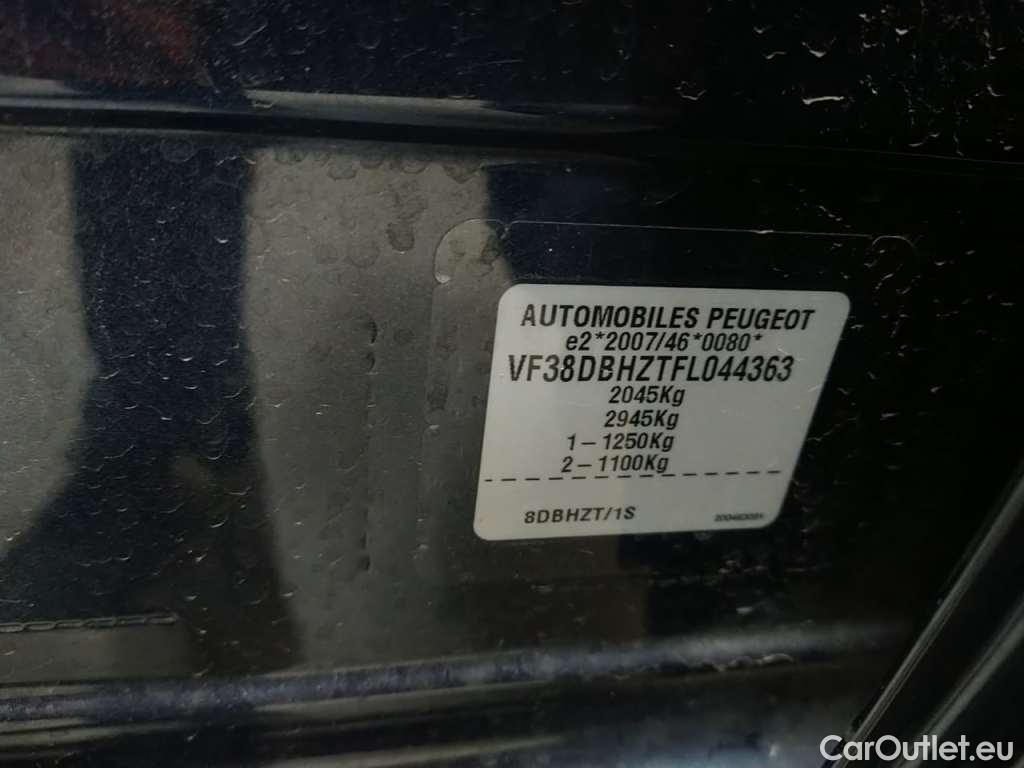 AUTOMOBILES PEUGEOT
e2*2007/46*0080*
VF38DBHZTFL044363
2045Kg
2945Kg
1-1250Kg
2-1100Kg
8DBHZT/1S
CarOutlet.eu